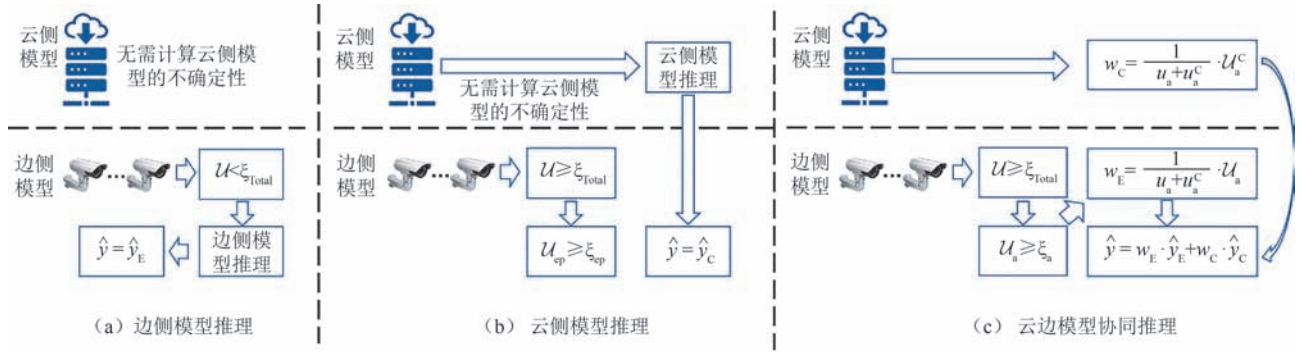 云侧
模型
无需计算云侧模
型的不确定性
边侧
模型
...
𝒰<ξ_Total
ŷ=ŷ_E
边侧模
型推理
（a）边侧模型推理
云侧
模型
无需计算云侧模
型的不确定性
云侧模
型推理
边侧
模型
...
𝒰≥ξ_Total
𝒰_ep≥ξ_ep
ŷ=ŷ_C
（b）云侧模型推理
云侧
模型
w_C=1/(u_a+u_a^C)·𝒰_a^C
边侧
模型
...
𝒰≥ξ_Total
w_E=1/(u_a+u_a^C)·𝒰_a
𝒰_a≥ξ_a
ŷ=w_E·ŷ_E+w_C·ŷ_C
（c）云边模型协同推理